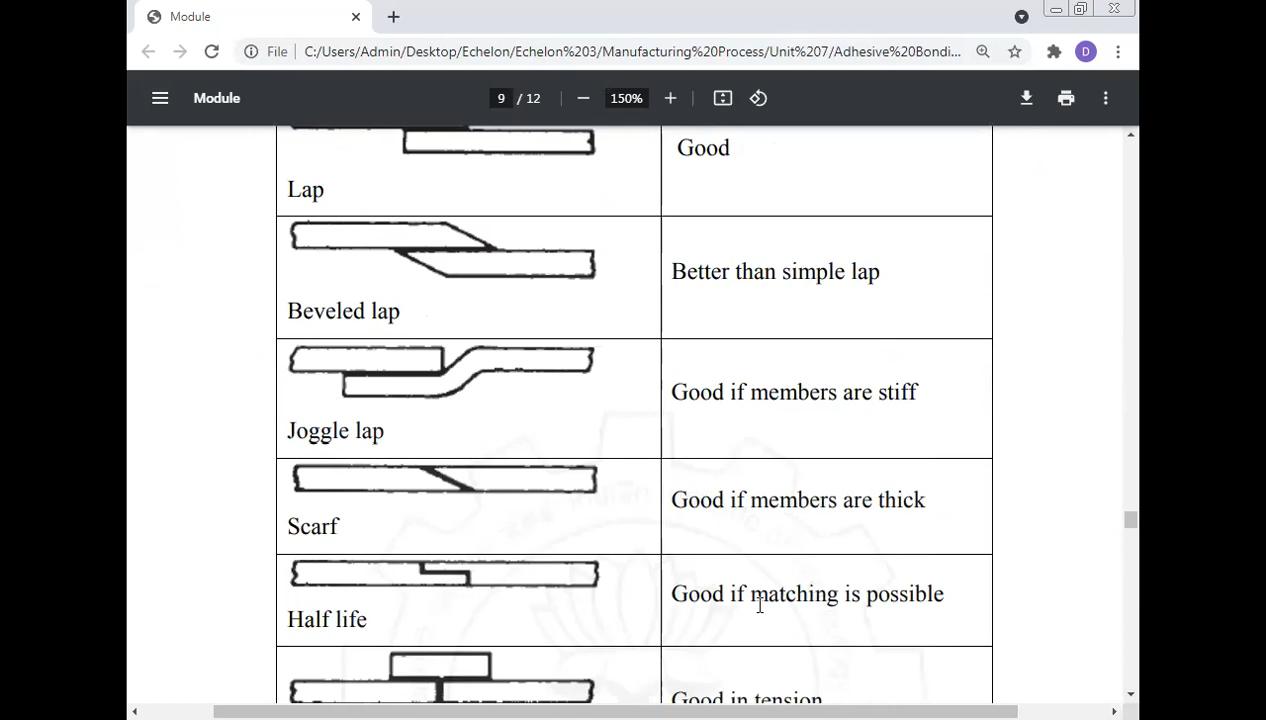 Module
File
C:/Users/Admin/Desktop/Echelon/Echelon%203/Manufacturing%20Process/Unit%207/Adhesive%20Bondi...
D
Module
9 / 12
150%
Good
Lap
Better than simple lap
Beveled lap
Good if members are stiff
Joggle lap
Good if members are thick
Scarf
Good if matching is possible
Half life
Good in tension